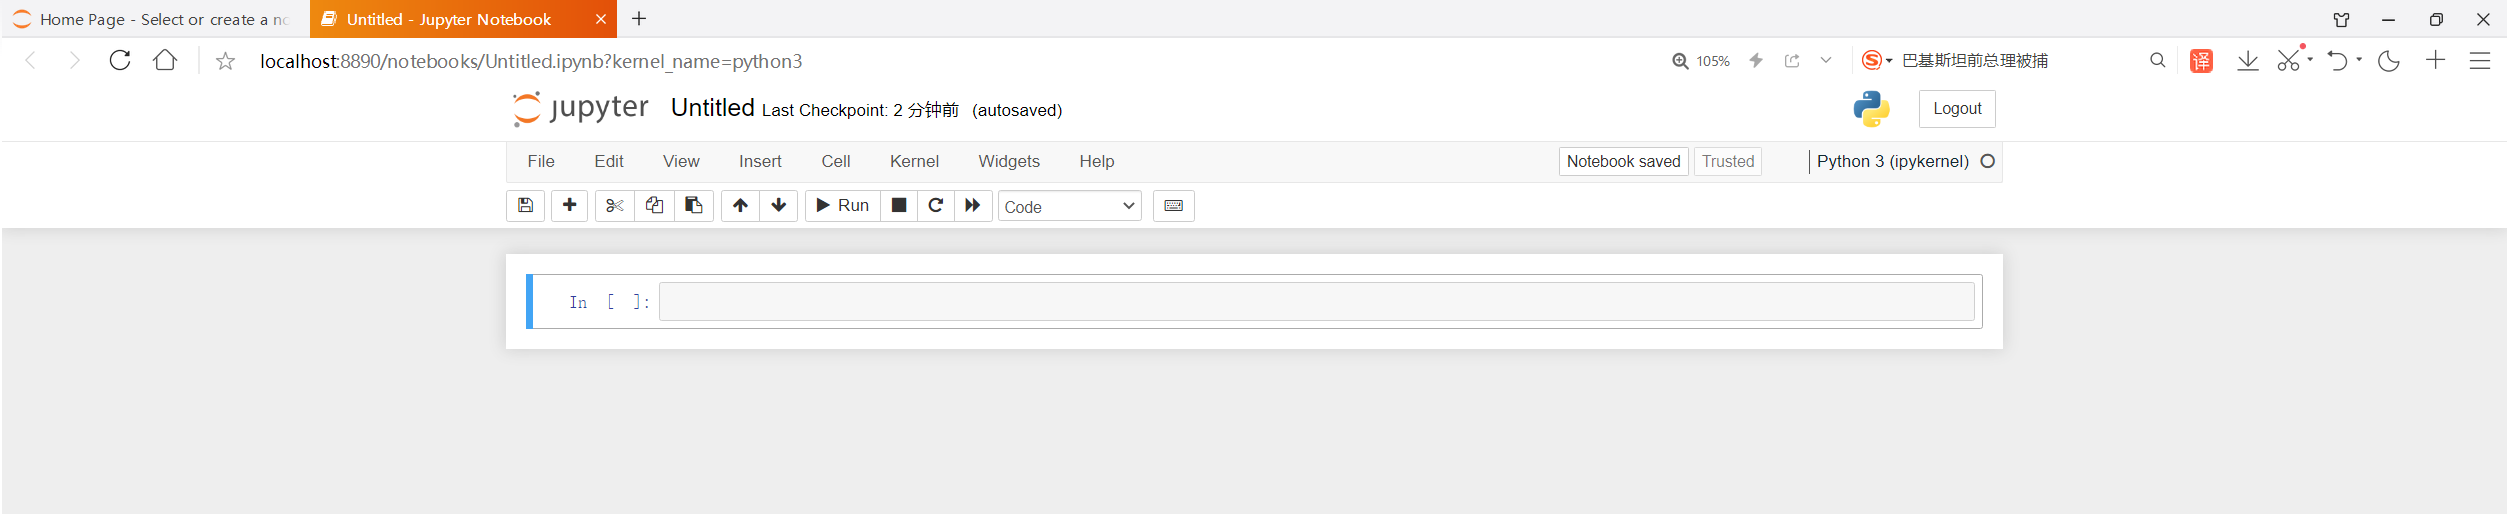 Home Page - Select or create a no
Untitled - Jupyter Notebook
localhost:8890/notebooks/Untitled.ipynb?kernel_name=python3
105%
巴基斯坦前总理被捕
译
jupyter Untitled Last Checkpoint: 2 分钟前 (autosaved)
Logout
File Edit View Insert Cell Kernel Widgets Help
Notebook saved Trusted Python 3 (ipykernel)
Run Code
In [ ]: